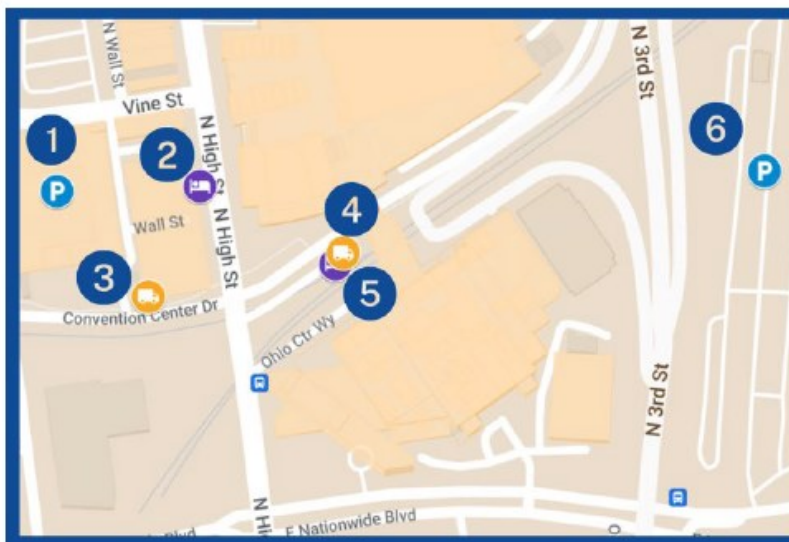 N Wall St
Vine St
N 3rd St
1
2
6
P
N High St
P
Wall St
4
N High St
3
5
Convention Center Dr
Ohio Ctr Wy
N 3rd St
Blvd
E Nationwide Blvd